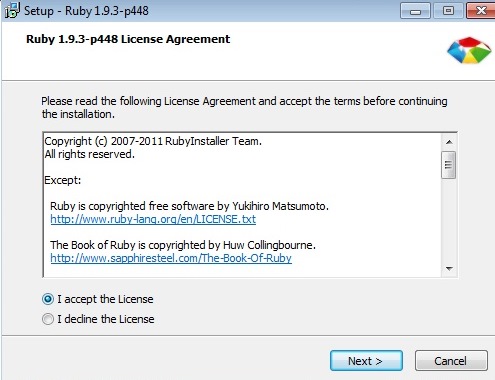 Setup - Ruby 1.9.3-p448
Ruby 1.9.3-p448 License Agreement
Please read the following License Agreement and accept the terms before continuing
the installation.
Copyright (c) 2007-2011 RubyInstaller Team.
All rights reserved.
Except:
Ruby is copyrighted free software by Yukihiro Matsumoto.
http://www.ruby-lang.org/en/LICENSE.txt
The Book of Ruby is copyrighted by Huw Collingbourne.
http://www.sapphiresteel.com/The-Book-Of-Ruby
I accept the License
I decline the License
Next > Cancel